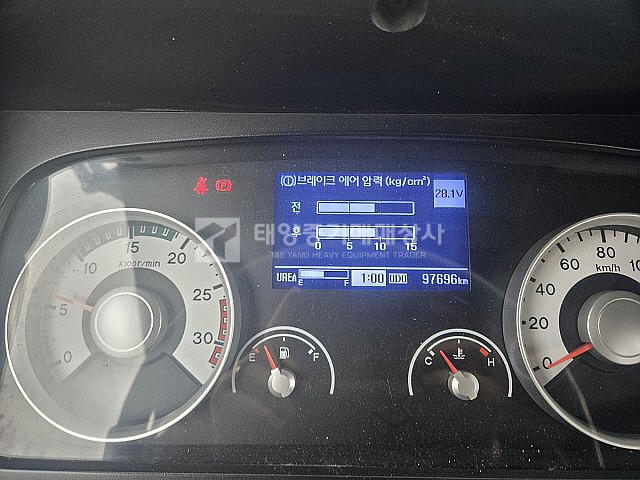 (①)브레이크 에어 압력 (kg/cm²)
28.1V
전
후
0 5 10 15
태양중기매매상사
TAE YANG HEAVY EQUIPMENT TRADER
UREA E F 1:00 ODO 97696km
0 5 10 15 20 25 30
X100r/min
E F
C H
0 20 40 60 80
km/h
P